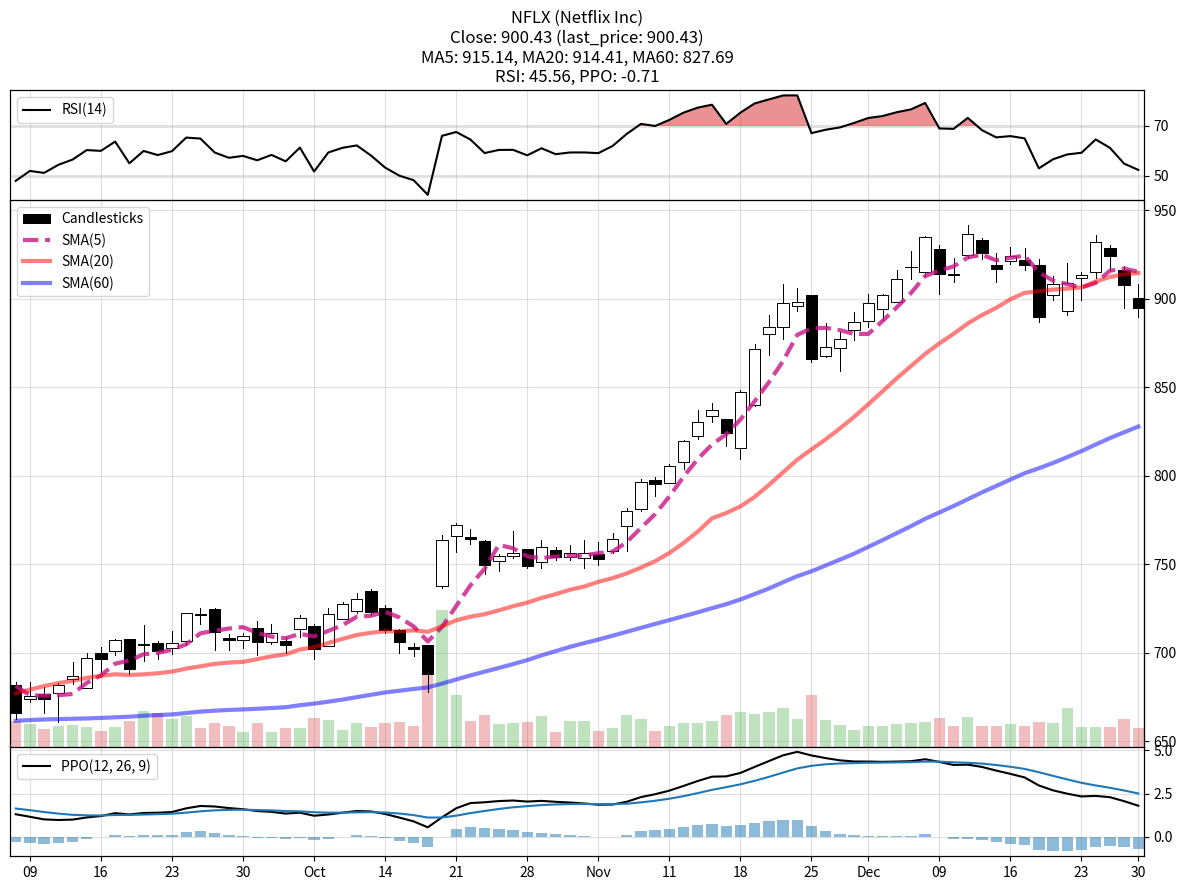 NFLX (Netflix Inc)
Close: 900.43 (last_price: 900.43)
MA5: 915.14, MA20: 914.41, MA60: 827.69
RSI: 45.56, PPO: -0.71
RSI(14)
70
50
Candlesticks
SMA(5)
SMA(20)
SMA(60)
950
900
850
800
750
700
650
PPO(12, 26, 9)
5.0
2.5
0.0
09 16 23 30 Oct 14 21 28 Nov 11 18 25 Dec 09 16 23 30